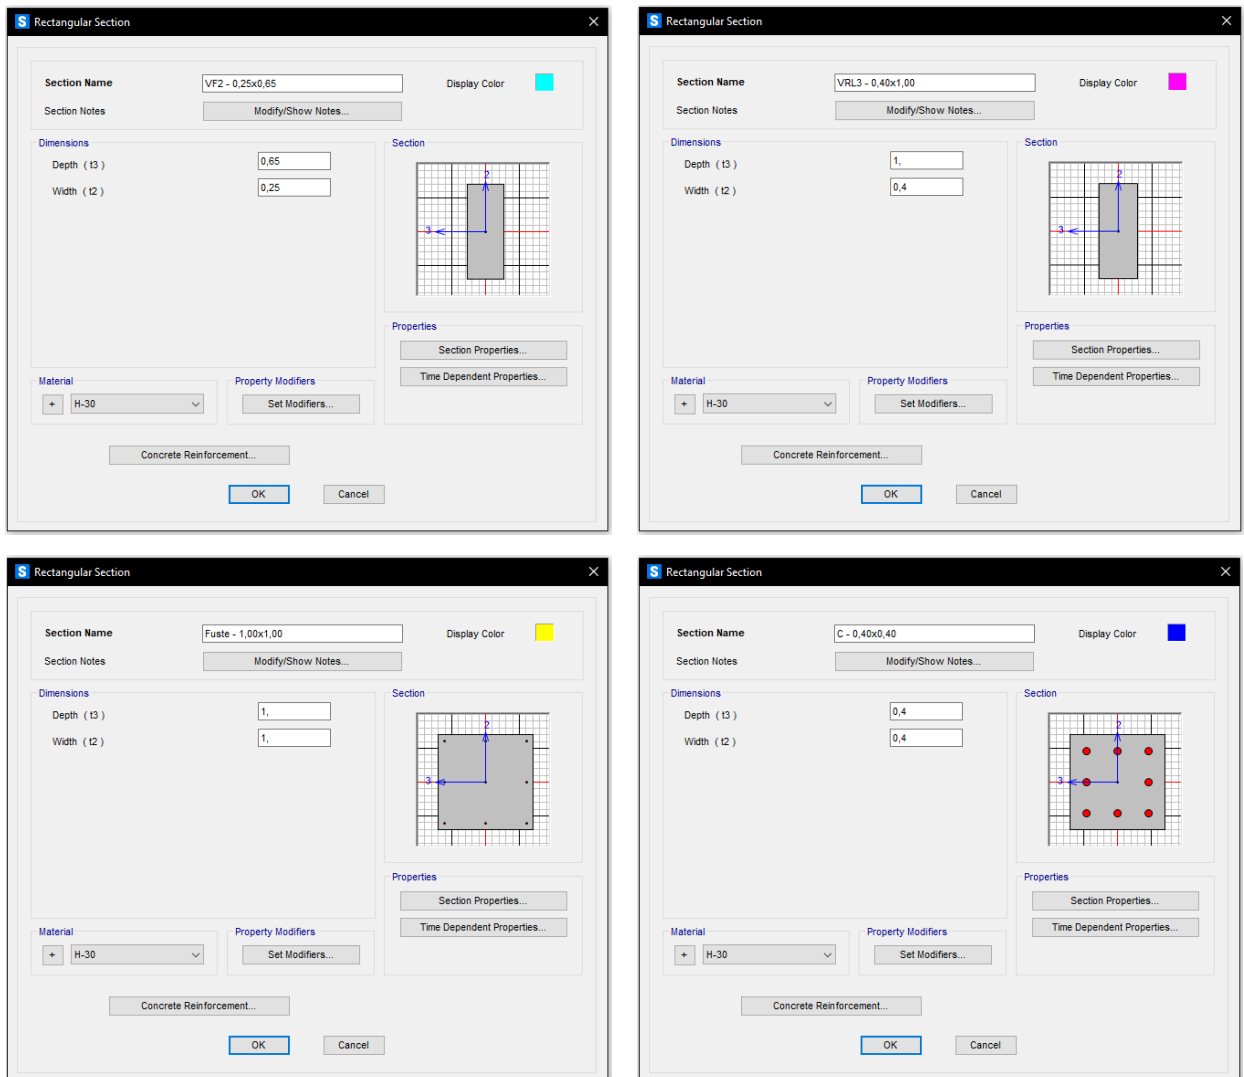 S Rectangular Section
Section Name VF2 - 0,25x0,65 Display Color
Section Notes Modify/Show Notes...
Dimensions
Depth ( t3 ) 0,65
Width ( t2 ) 0,25
Section
2
3
Properties
Section Properties...
Time Dependent Properties...
Material
+ H-30
Property Modifiers
Set Modifiers...
Concrete Reinforcement...
OK Cancel
S Rectangular Section
Section Name VRL3 - 0,40x1,00 Display Color
Section Notes Modify/Show Notes...
Dimensions
Depth ( t3 ) 1,
Width ( t2 ) 0,4
Section
2
3
Properties
Section Properties...
Time Dependent Properties...
Material
+ H-30
Property Modifiers
Set Modifiers...
Concrete Reinforcement...
OK Cancel
S Rectangular Section
Section Name Fuste - 1,00x1,00 Display Color
Section Notes Modify/Show Notes...
Dimensions
Depth ( t3 ) 1,
Width ( t2 ) 1,
Section
2
3
Properties
Section Properties...
Time Dependent Properties...
Material
+ H-30
Property Modifiers
Set Modifiers...
Concrete Reinforcement...
OK Cancel
S Rectangular Section
Section Name C - 0,40x0,40 Display Color
Section Notes Modify/Show Notes...
Dimensions
Depth ( t3 ) 0,4
Width ( t2 ) 0,4
Section
2
3
Properties
Section Properties...
Time Dependent Properties...
Material
+ H-30
Property Modifiers
Set Modifiers...
Concrete Reinforcement...
OK Cancel